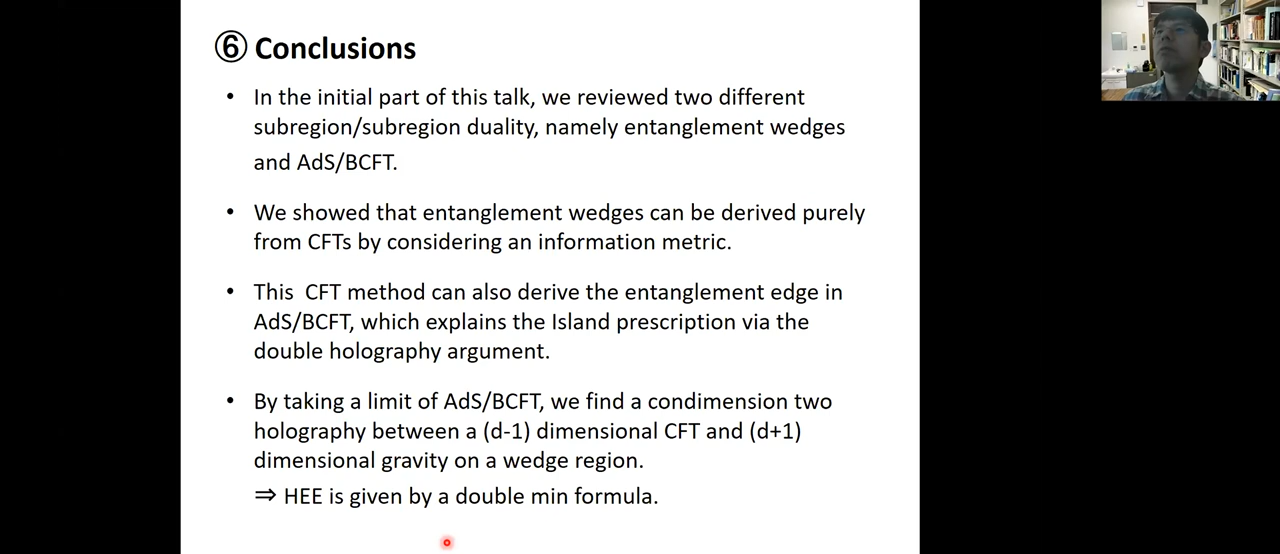 ⑥ Conclusions
• In the initial part of this talk, we reviewed two different
subregion/subregion duality, namely entanglement wedges
and AdS/BCFT.
• We showed that entanglement wedges can be derived purely
from CFTs by considering an information metric.
• This CFT method can also derive the entanglement edge in
AdS/BCFT, which explains the Island prescription via the
double holography argument.
• By taking a limit of AdS/BCFT, we find a condimension two
holography between a (d-1) dimensional CFT and (d+1)
dimensional gravity on a wedge region.
⇒ HEE is given by a double min formula.